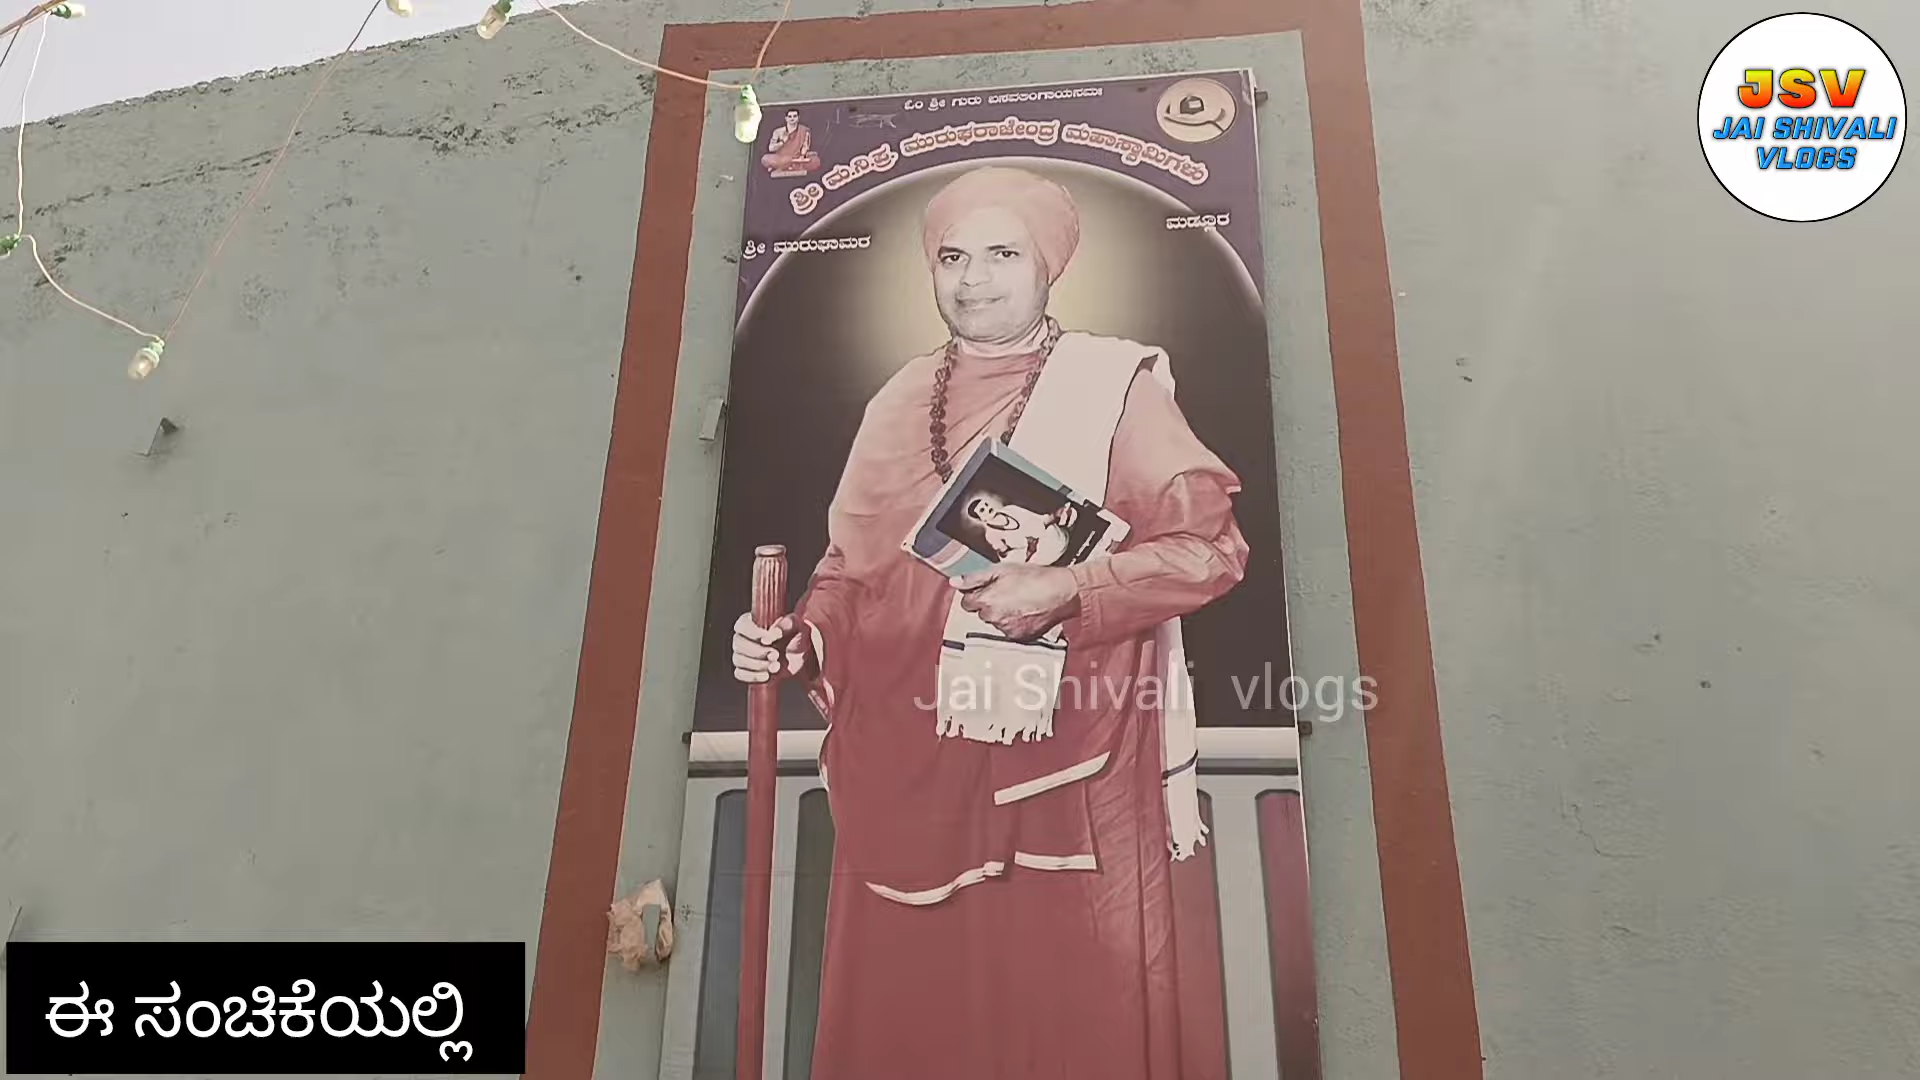 ಓಂ ಶ್ರೀ ಗುರು ಬಸವಲಿಂಗಾಯನಮಃ
ಶ್ರೀ ಮ.ನಿ.ಪ್ರ. ಮುರುಘರಾಜೇಂದ್ರ ಮಹಾಸ್ವಾಮಿಗಳು
ಶ್ರೀ ಮುರುಘಾಮಠ
JSV
JAI SHIVALI
VLOGS
Jai Shivali vlogs
ಈ ಸಂಚಿಕೆಯಲ್ಲಿ